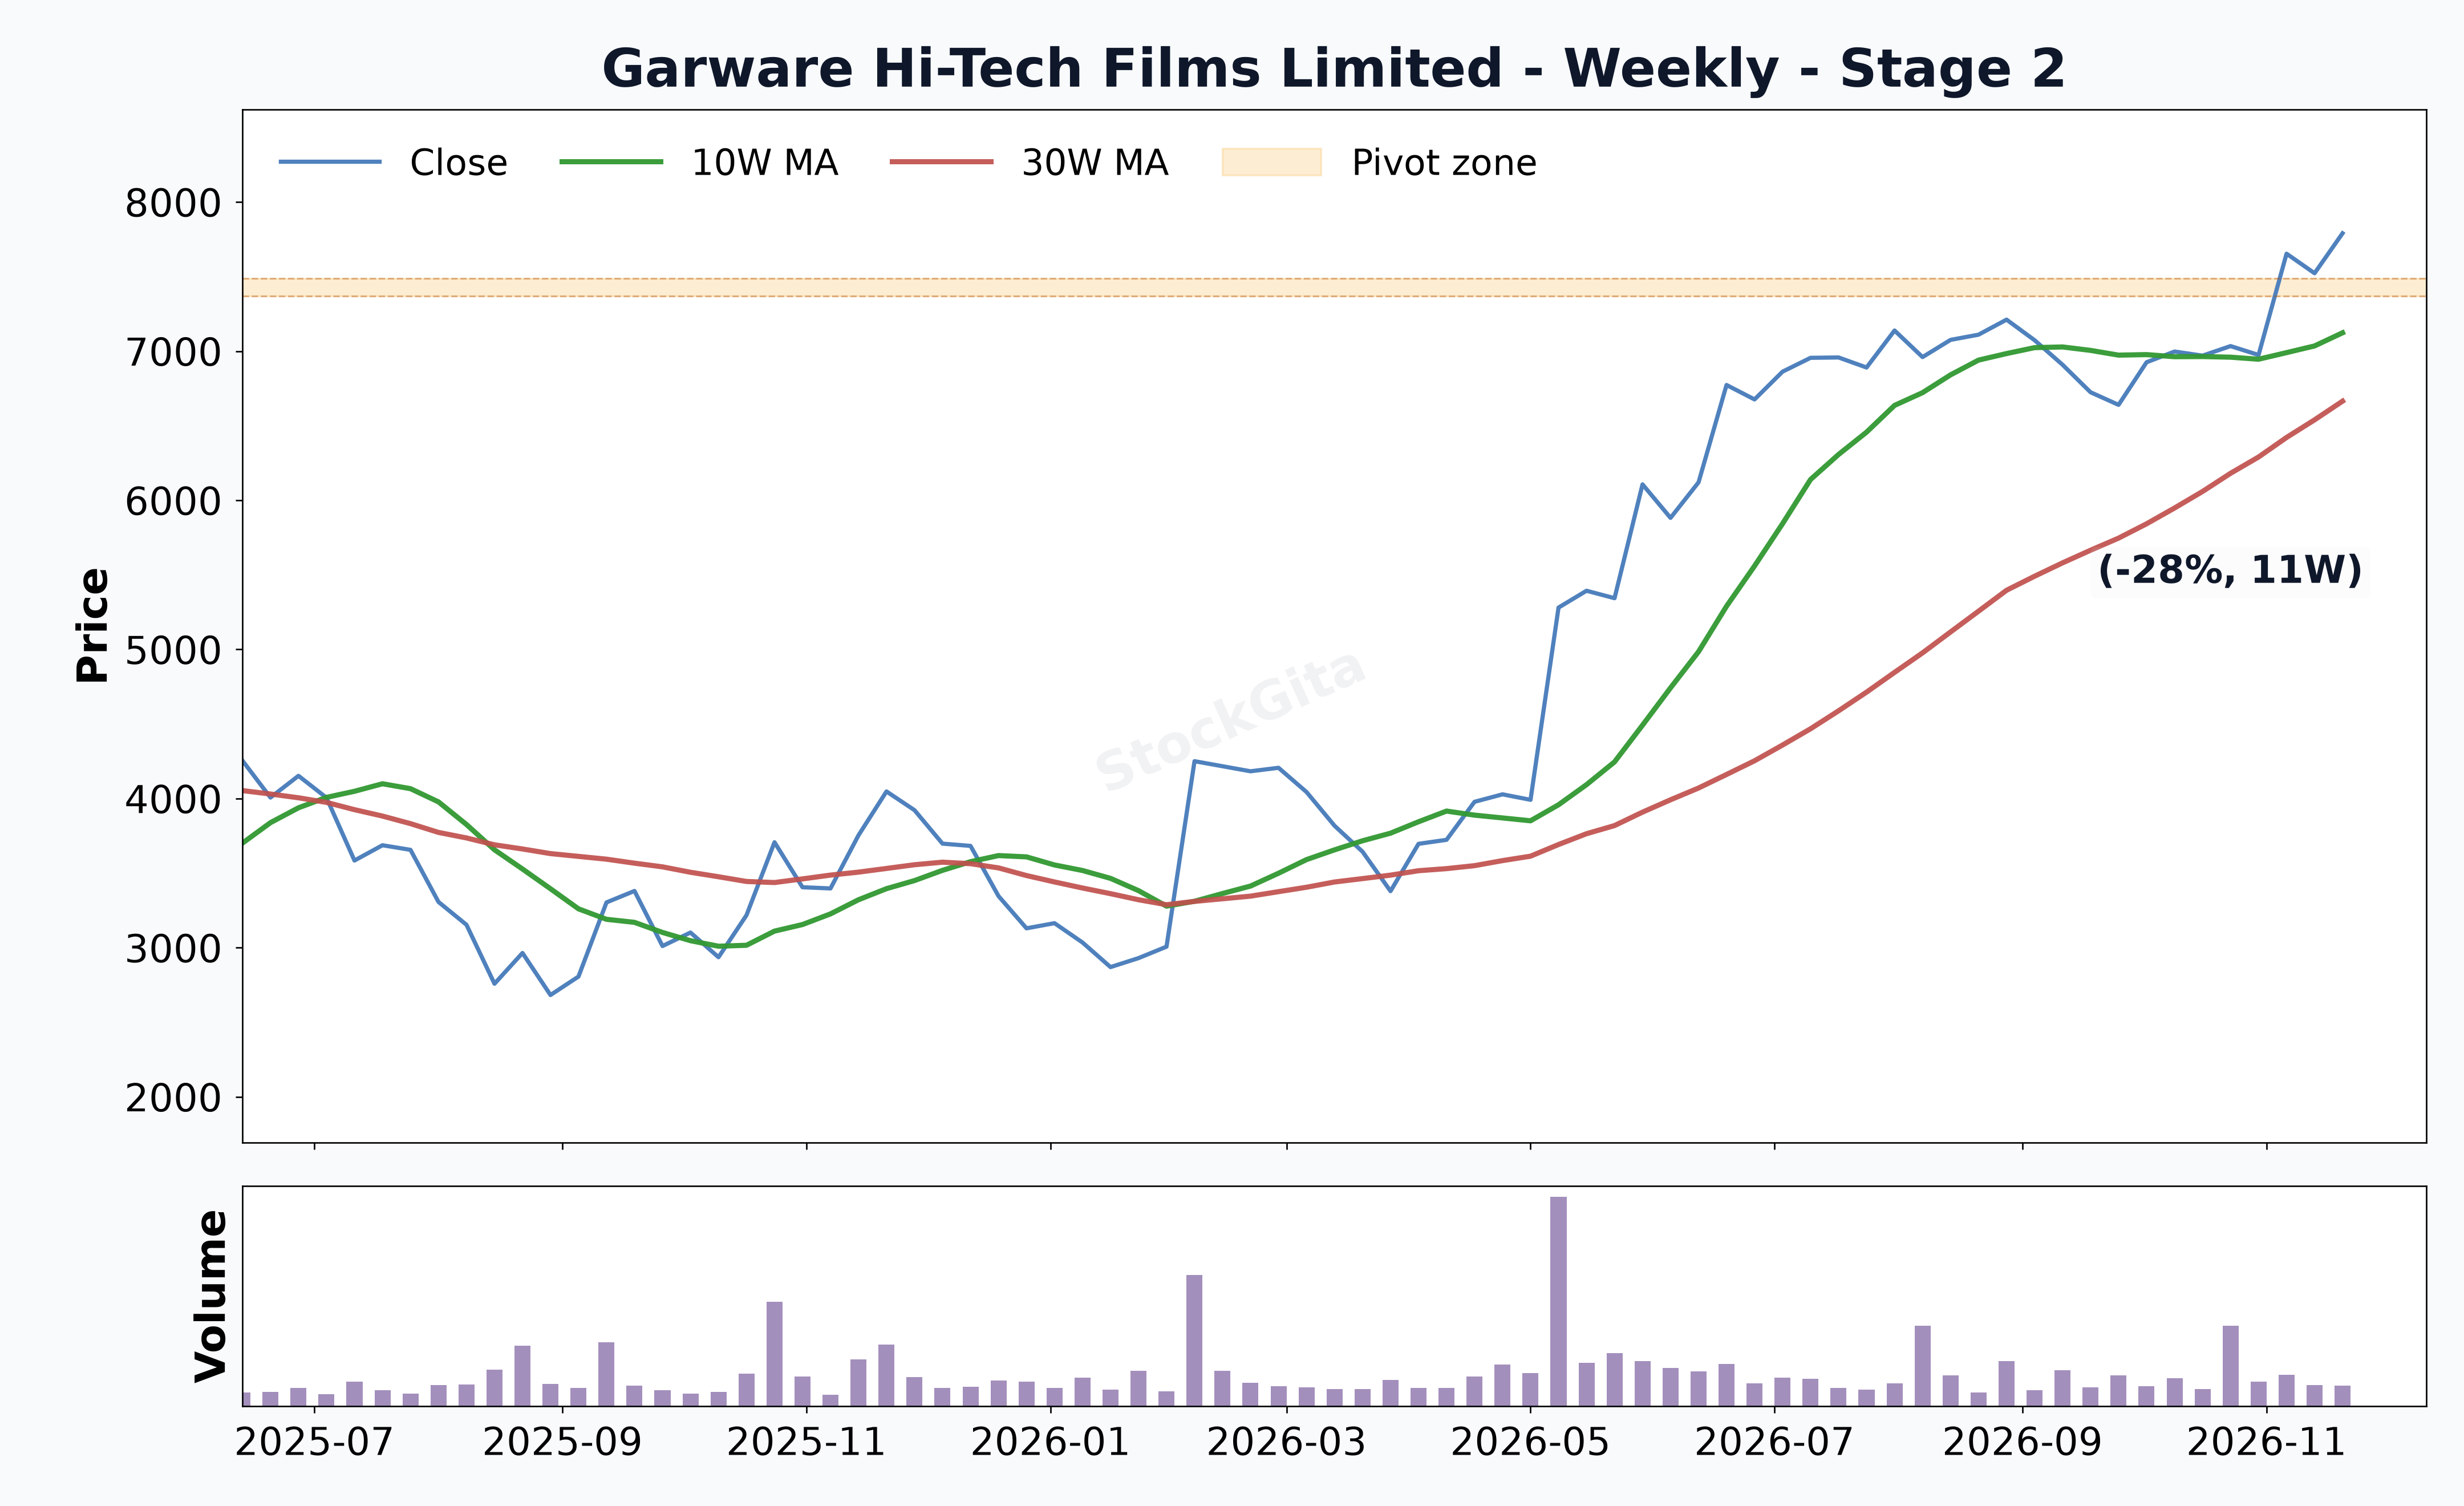 Garware Hi-Tech Films Limited - Weekly - Stage 2
Close 10W MA 30W MA Pivot zone
8000
7000
6000
5000
4000
3000
2000
Price
(-28%, 11W)
StockGita
Volume
2025-07 2025-09 2025-11 2026-01 2026-03 2026-05 2026-07 2026-09 2026-11